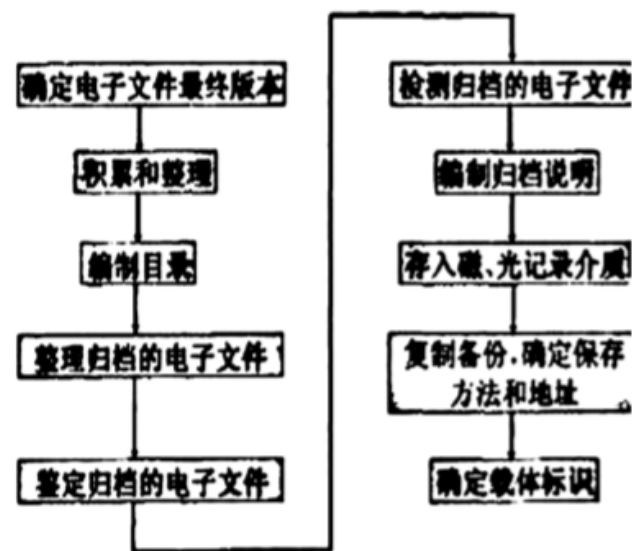 确定电子文件最终版本
积累和整理
编制目录
整理归档的电子文件
鉴定归档的电子文件
检测归档的电子文件
编制归档说明
存入磁、光记录介质
复制备份，确定保存
方法和地址
确定载体标识